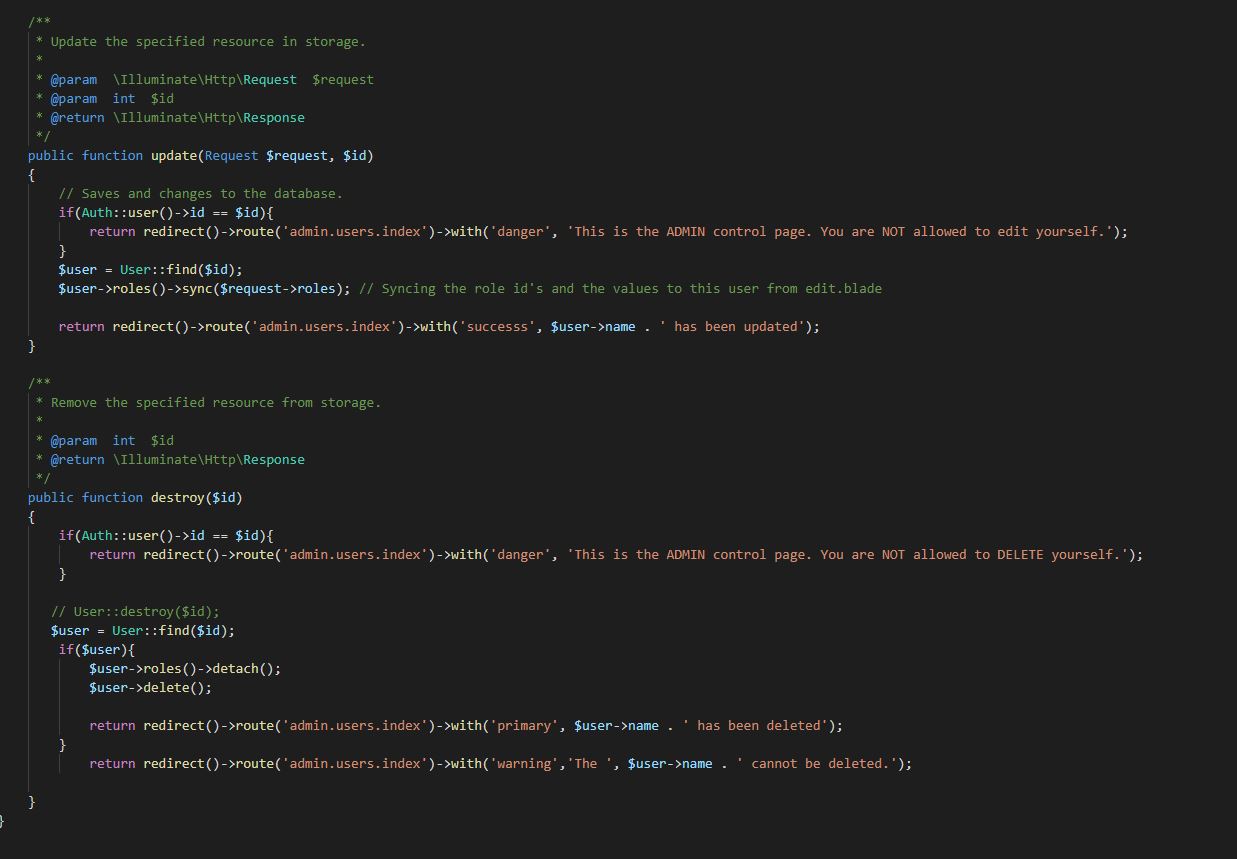 /**
 * Update the specified resource in storage.
 *
 * @param  \Illuminate\Http\Request  $request
 * @param  int  $id
 * @return \Illuminate\Http\Response
 */
public function update(Request $request, $id)
{
    // Saves and changes to the database.
    if(Auth::user()->id == $id){
        return redirect()->route('admin.users.index')->with('danger', 'This is the ADMIN control page. You are NOT allowed to edit yourself.');
    }
    $user = User::find($id);
    $user->roles()->sync($request->roles); // Syncing the role id's and the values to this user from edit.blade
    return redirect()->route('admin.users.index')->with('successs', $user->name . ' has been updated');
}
/**
 * Remove the specified resource from storage.
 *
 * @param  int  $id
 * @return \Illuminate\Http\Response
 */
public function destroy($id)
{
    if(Auth::user()->id == $id){
        return redirect()->route('admin.users.index')->with('danger', 'This is the ADMIN control page. You are NOT allowed to DELETE yourself.');
    }
   // User::destroy($id);
   $user = User::find($id);
    if($user){
        $user->roles()->detach();
        $user->delete();
        return redirect()->route('admin.users.index')->with('primary', $user->name . ' has been deleted');
    }
        return redirect()->route('admin.users.index')->with('warning','The ', $user->name . ' cannot be deleted.');
}
}